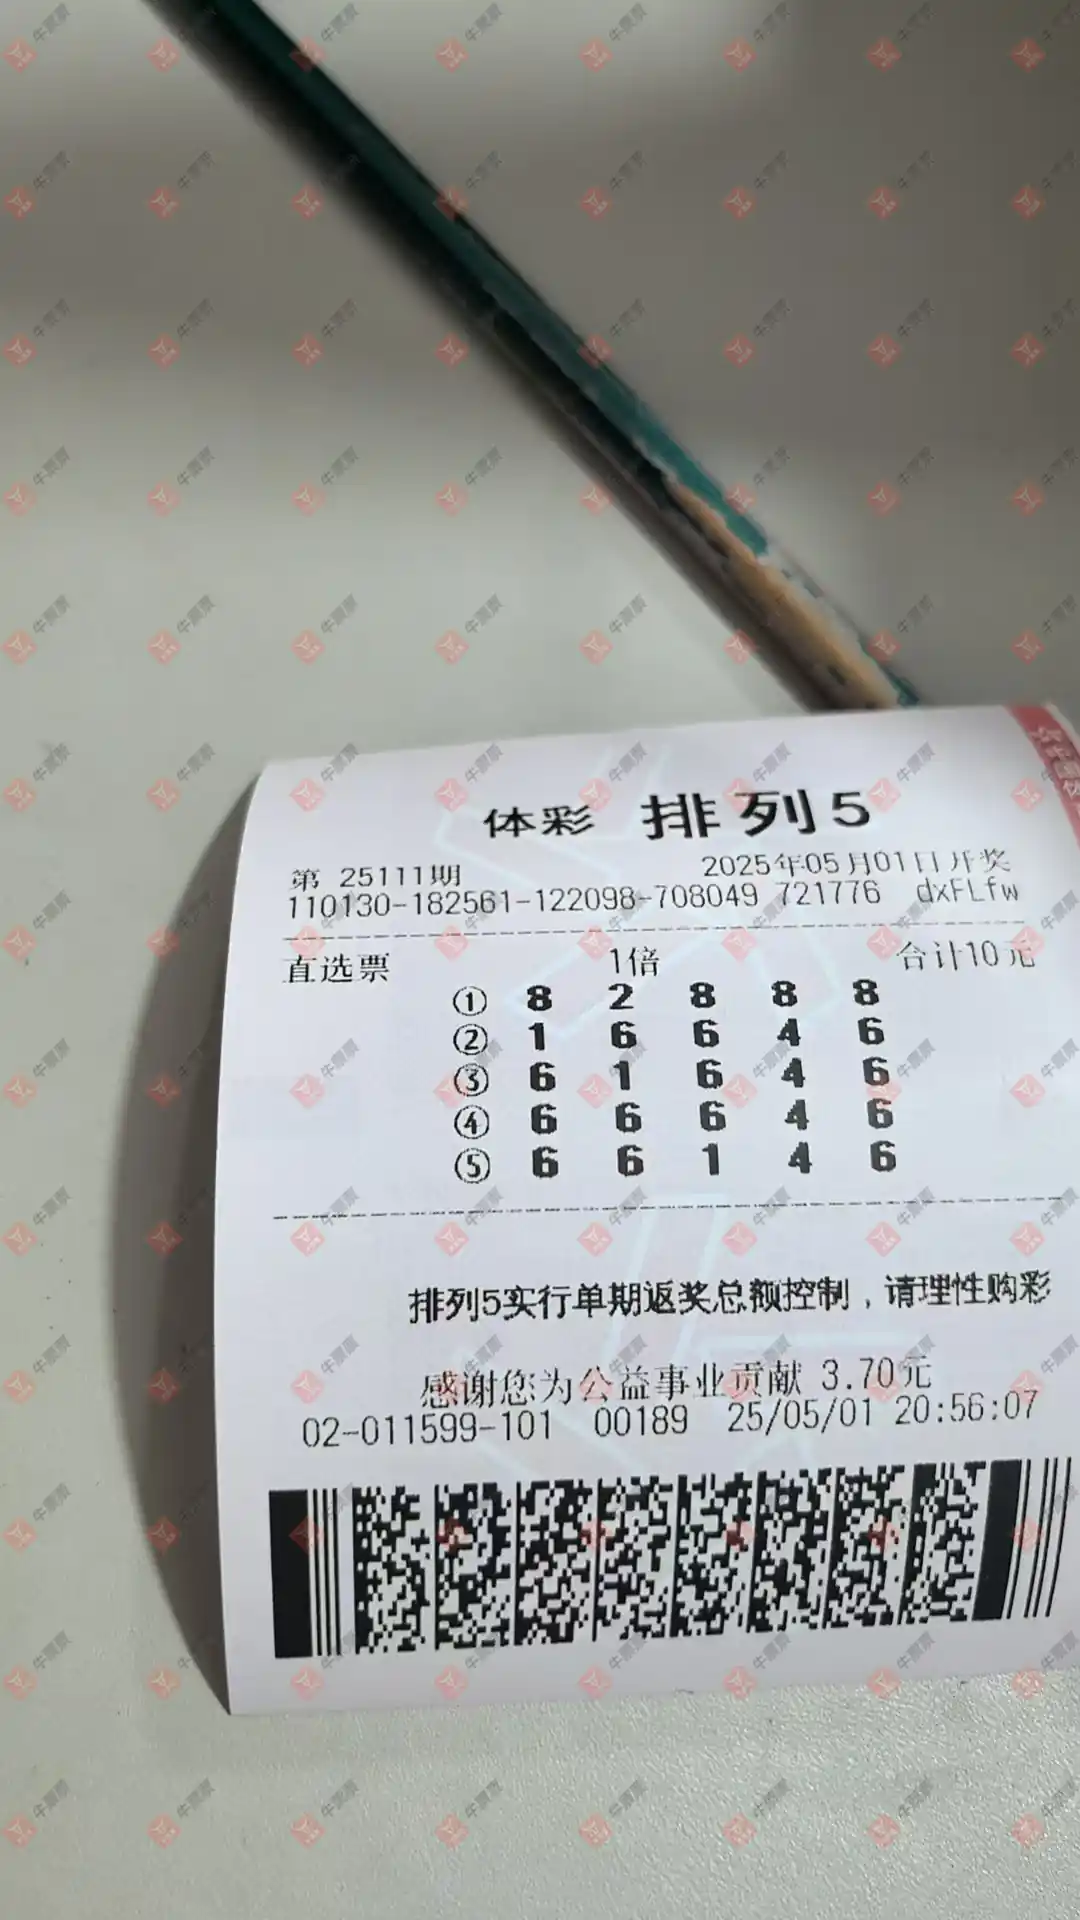 体彩 排列5
第 25111期 2025年05月01日开奖
110130-182561-122098-708049 721776 dxFLfw
直选票 1倍 合计10元
① 8 2 8 8 8
② 1 6 6 4 6
③ 6 1 6 4 6
④ 6 6 6 4 6
⑤ 6 6 1 4 6
排列5实行单期返奖总额控制，请理性购彩
感谢您为公益事业贡献 3.70元
02-011599-101 00189 25/05/01 20:56:07